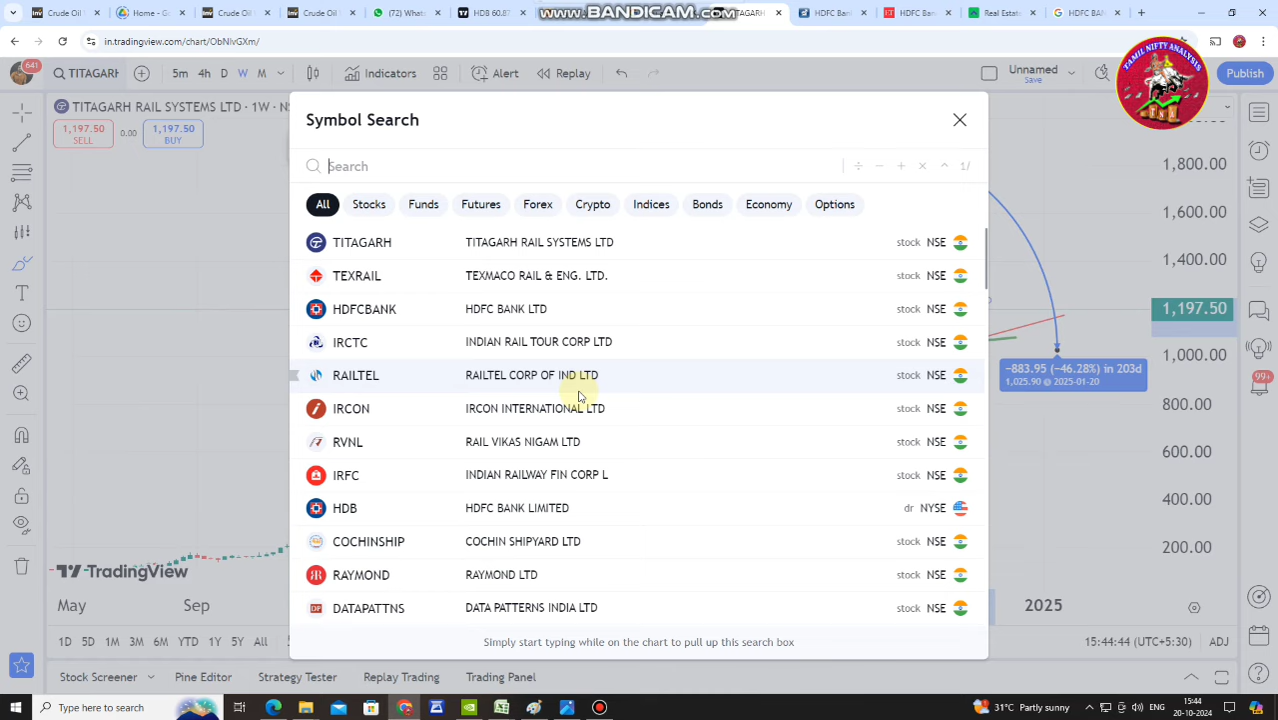 www.BANDICAM.com
Crude Oil
Home - G
Crude Oil
Crude Oil
(72) Wha
HDB 60.87
TITAGARH
HDFC Ban
HDFC Ban
Real Estate
HDFC Ban
in.tradingview.com/chart/ObNlvGXm/
641
TITAGARH
5m 4h D W M
Indicators
Alert
Replay
Unnamed
Save
Publish
TAMIL NIFTY ANALYSIS
TNA
TITAGARH RAIL SYSTEMS LTD · 1W · NS
1,197.50
SELL
0.00
1,197.50
BUY
Symbol Search
Search
1/
All Stocks Funds Futures Forex Crypto Indices Bonds Economy Options
TITAGARH TITAGARH RAIL SYSTEMS LTD stock NSE
TEXRAIL TEXMACO RAIL & ENG. LTD. stock NSE
HDFCBANK HDFC BANK LTD stock NSE
IRCTC INDIAN RAIL TOUR CORP LTD stock NSE
RAILTEL RAILTEL CORP OF IND LTD stock NSE
IRCON IRCON INTERNATIONAL LTD stock NSE
RVNL RAIL VIKAS NIGAM LTD stock NSE
IRFC INDIAN RAILWAY FIN CORP L stock NSE
HDB HDFC BANK LIMITED dr NYSE
COCHINSHIP COCHIN SHIPYARD LTD stock NSE
RAYMOND RAYMOND LTD stock NSE
DATAPATTNS DATA PATTERNS INDIA LTD stock NSE
Simply start typing while on the chart to pull up this search box
1,800.00
1,600.00
1,400.00
1,197.50
1,000.00
800.00
600.00
400.00
200.00
−883.95 (−46.28%) in 203d
1,025.90 @ 2025-01-20
99+
TradingView
May Sep 2025
1D 5D 1M 3M 6M YTD 1Y 5Y All
15:44:44 (UTC+5:30) ADJ
Stock Screener Pine Editor Strategy Tester Replay Trading Trading Panel
Type here to search
31°C Partly sunny
ENG
15:44
20-10-2024